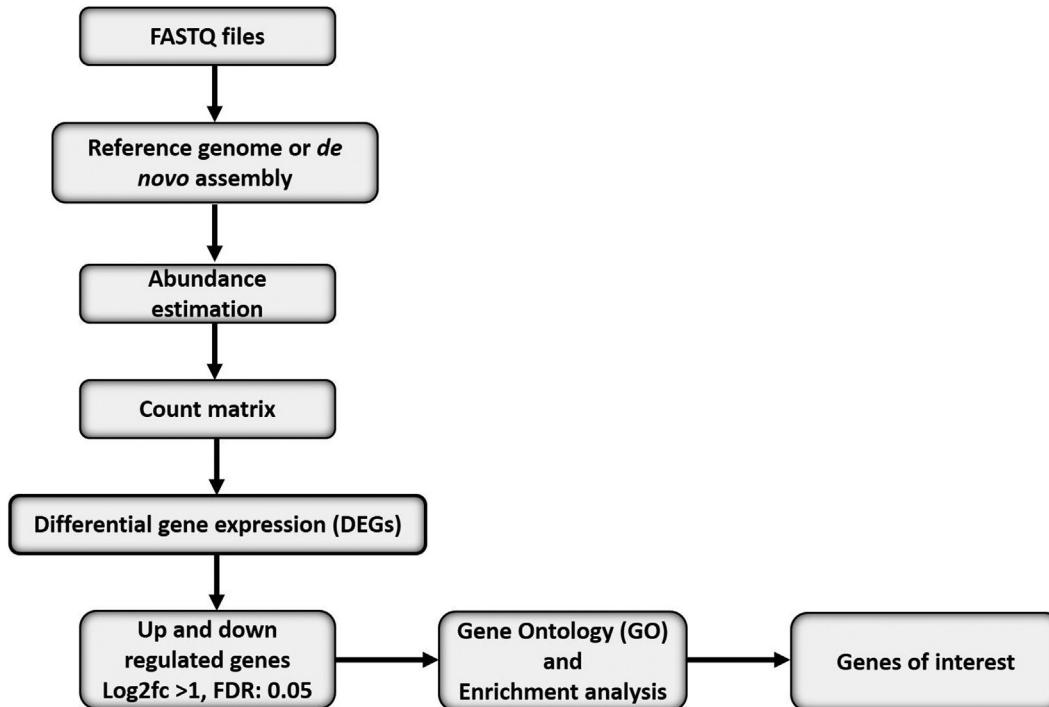 FASTQ files
Reference genome or de
novo assembly
Abundance
estimation
Count matrix
Differential gene expression (DEGs)
Up and down
regulated genes
Log2fc >1, FDR: 0.05
Gene Ontology (GO)
and
Enrichment analysis
Genes of interest